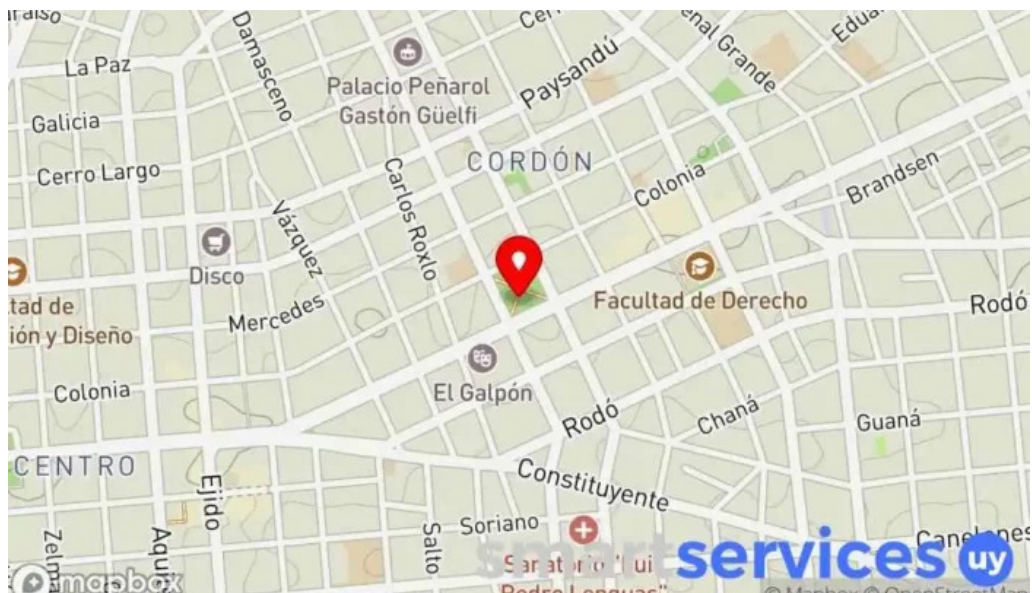 Damasceno
La Paz
Palacio Peñarol
Gastón Güelfi
Paysandú
Galicia
CORDÓN
Cerro Largo
Carlos Roxlo
Colonia
Brandsen
Vázquez
Disco
Facultad de Derecho
Rodó
Mercedes
ión y Diseño
El Galpón
Colonia
Rodó
Chaná
Guaná
CENTRO
Ejido
Constituyente
Soriano
Salto
smartservices uy
Canelones
mapbox
© Mapbox © OpenStreetMap